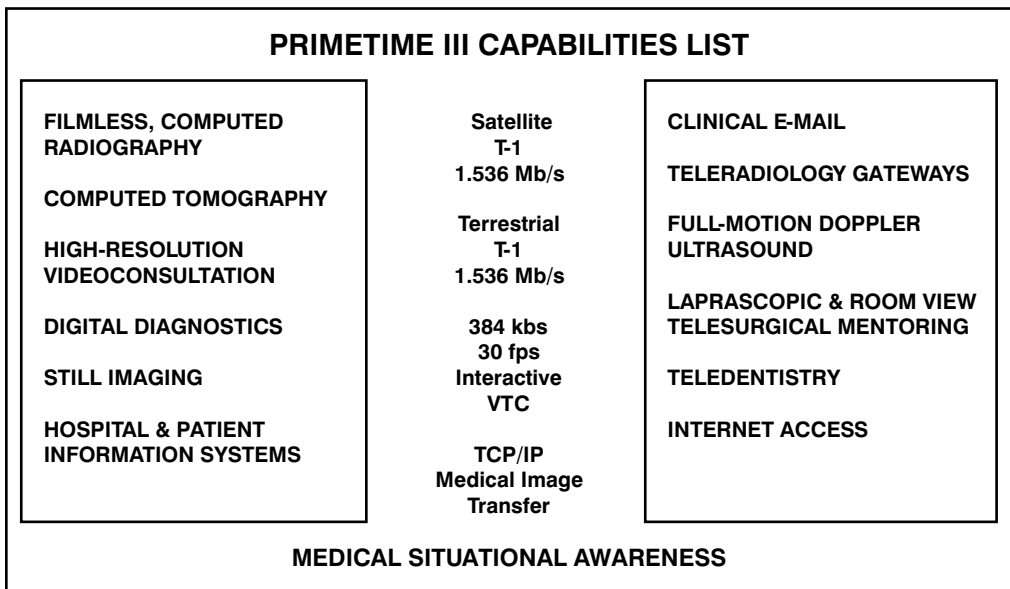 PRIMETIME III CAPABILITIES LIST
FILMLESS, COMPUTED
RADIOGRAPHY
COMPUTED TOMOGRAPHY
HIGH-RESOLUTION
VIDEOCONSULTATION
DIGITAL DIAGNOSTICS
STILL IMAGING
HOSPITAL & PATIENT
INFORMATION SYSTEMS
Satellite
T-1
1.536 Mb/s
Terrestrial
T-1
1.536 Mb/s
384 kbs
30 fps
Interactive
VTC
TCP/IP
Medical Image
Transfer
CLINICAL E-MAIL
TELERADIOLOGY GATEWAYS
FULL-MOTION DOPPLER
ULTRASOUND
LAPRASCOPIC & ROOM VIEW
TELESURGICAL MENTORING
TELEDENTISTRY
INTERNET ACCESS
MEDICAL SITUATIONAL AWARENESS